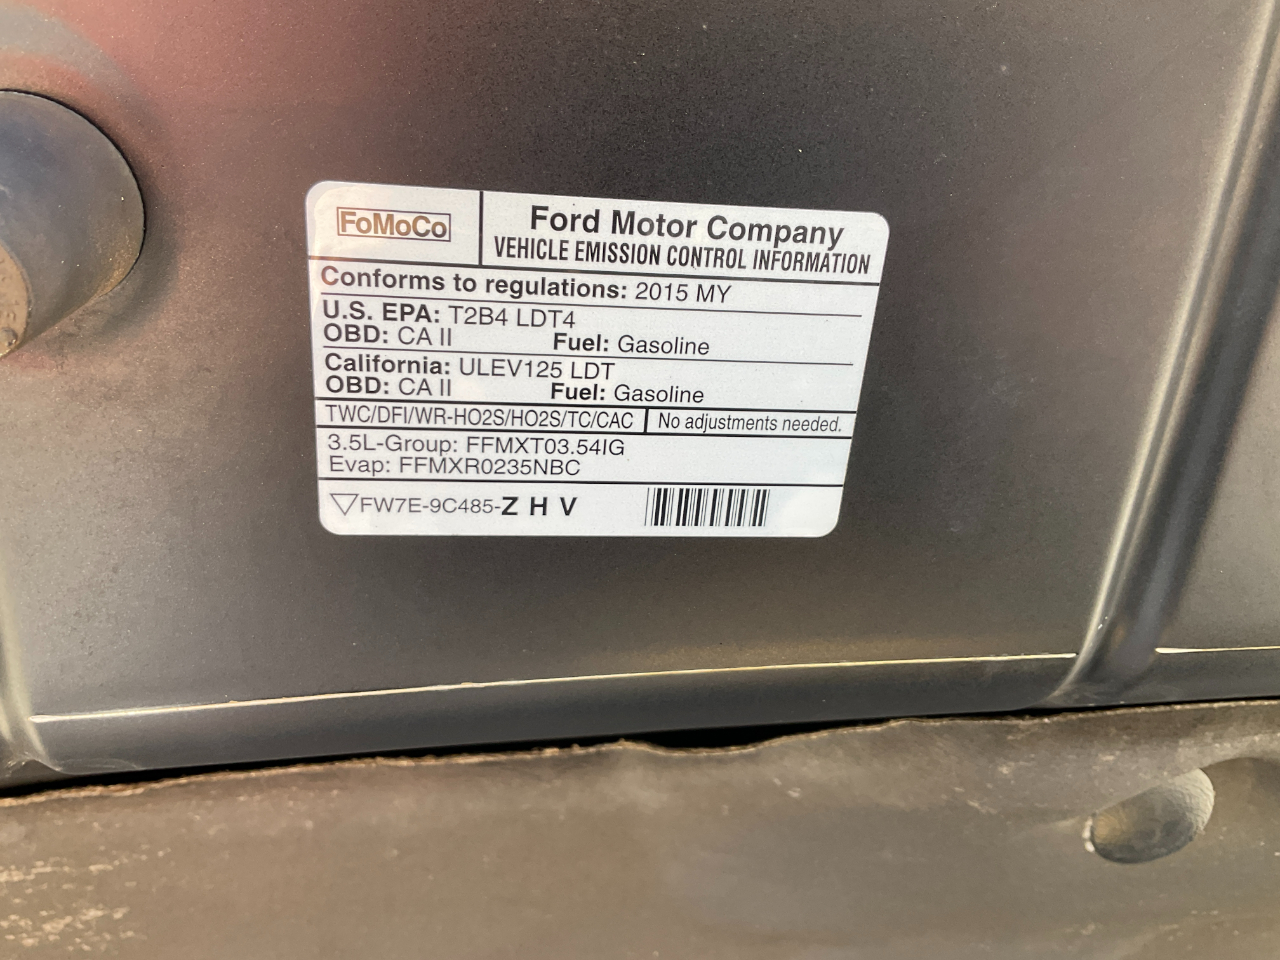 FoMoCo
Ford Motor Company
VEHICLE EMISSION CONTROL INFORMATION
Conforms to regulations: 2015 MY
U.S. EPA: T2B4 LDT4
OBD: CA II Fuel: Gasoline
California: ULEV125 LDT
OBD: CA II Fuel: Gasoline
TWC/DFI/WR-HO2S/HO2S/TC/CAC No adjustments needed.
3.5L-Group: FFMXT03.54IG
Evap: FFMXR0235NBC
FW7E-9C485-Z H V